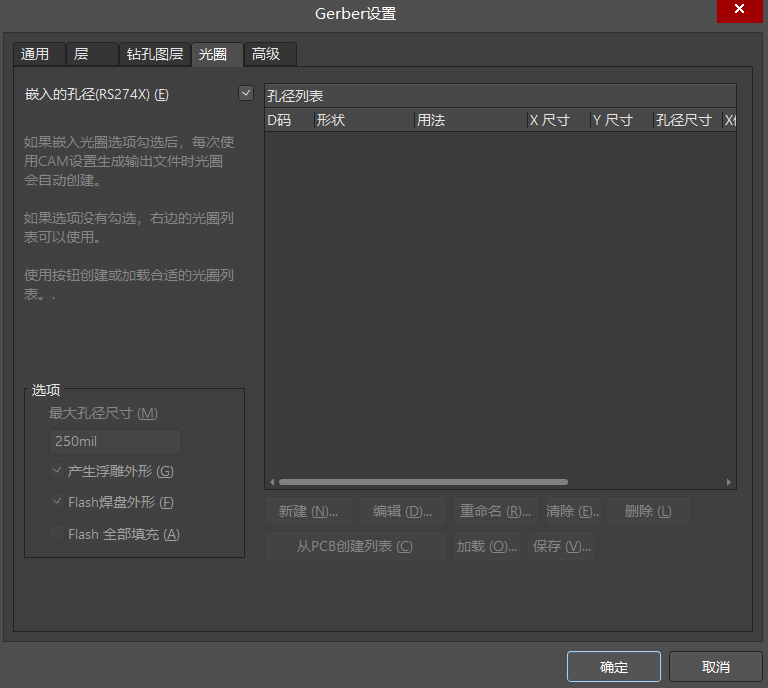 Gerber设置
通用 层 钻孔图层 光圈 高级
嵌入的孔径(RS274X) (E)
如果嵌入光圈选项勾选后，每次使
用CAM设置生成输出文件时光圈
会自动创建。
如果选项没有勾选，右边的光圈列
表可以使用。
使用按钮创建或加载合适的光圈列
表。.
选项
最大孔径尺寸 (M)
250mil
产生浮雕外形 (G)
Flash焊盘外形 (F)
Flash 全部填充 (A)
孔径列表
D码 形状 用法 X 尺寸 Y 尺寸 孔径尺寸
新建 (N)... 编辑 (D)... 重命名 (R)... 清除 (E).. 删除 (L)
从PCB创建列表 (C) 加载 (O)... 保存 (V)...
确定 取消